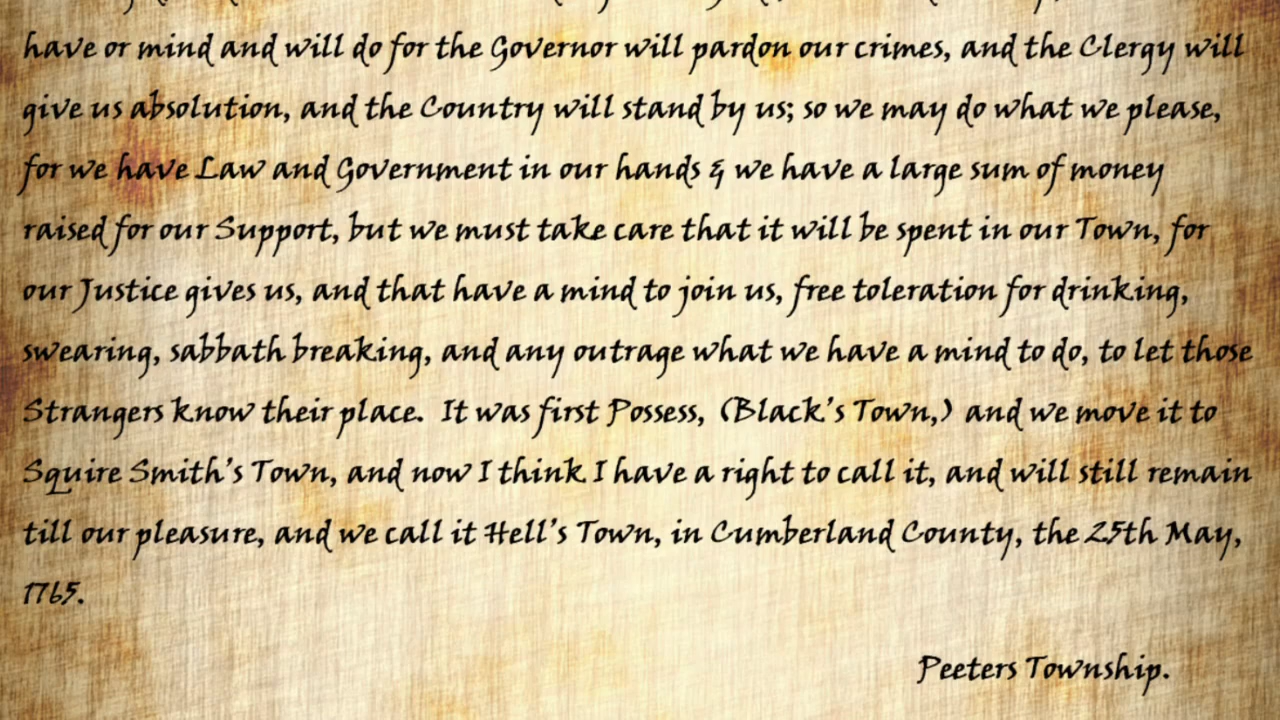 have or mind and will do for the Governor will pardon our crimes, and the Clergy will
give us absolution, and the Country will stand by us; so we may do what we please,
for we have Law and Government in our hands & we have a large sum of money
raised for our Support, but we must take care that it will be spent in our Town, for
our Justice gives us, and that have a mind to join us, free toleration for drinking,
swearing, sabbath breaking, and any outrage what we have a mind to do, to let those
Strangers know their place. It was first Possess, (Black's Town,) and we move it to
Squire Smith's Town, and now I think I have a right to call it, and will still remain
till our pleasure, and we call it Hell's Town, in Cumberland County, the 25th May,
1765.
Peeters Township.